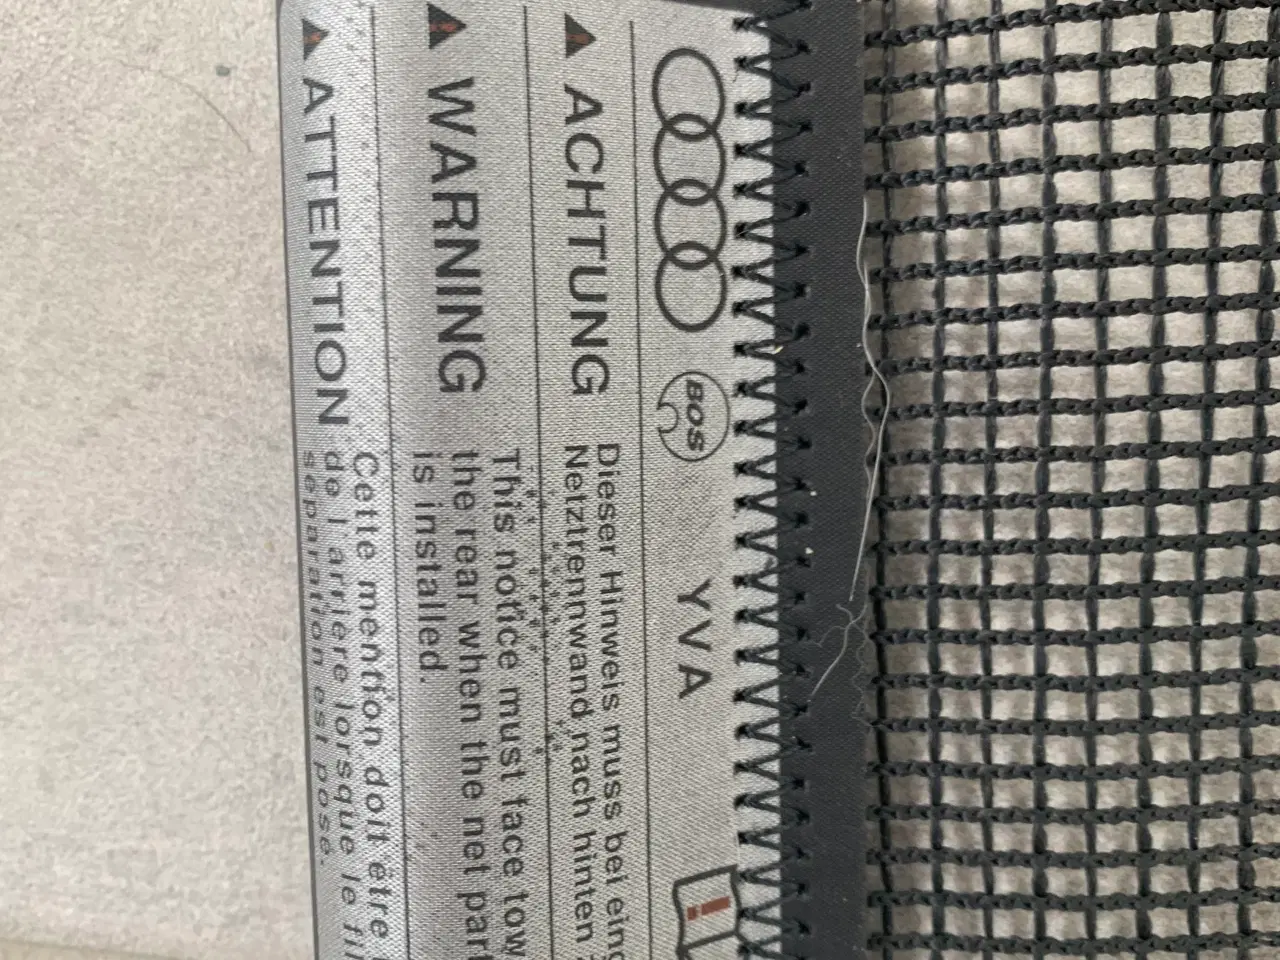 BOS YVA
ACHTUNG
Dieser Hinweis muss bei
Netztrennwand nach hinten
WARNING
This notice must face
the rear when the net
is installed.
ATTENTION
Cette mention doit être
de l'arrière lorsque le
séparation est posé.